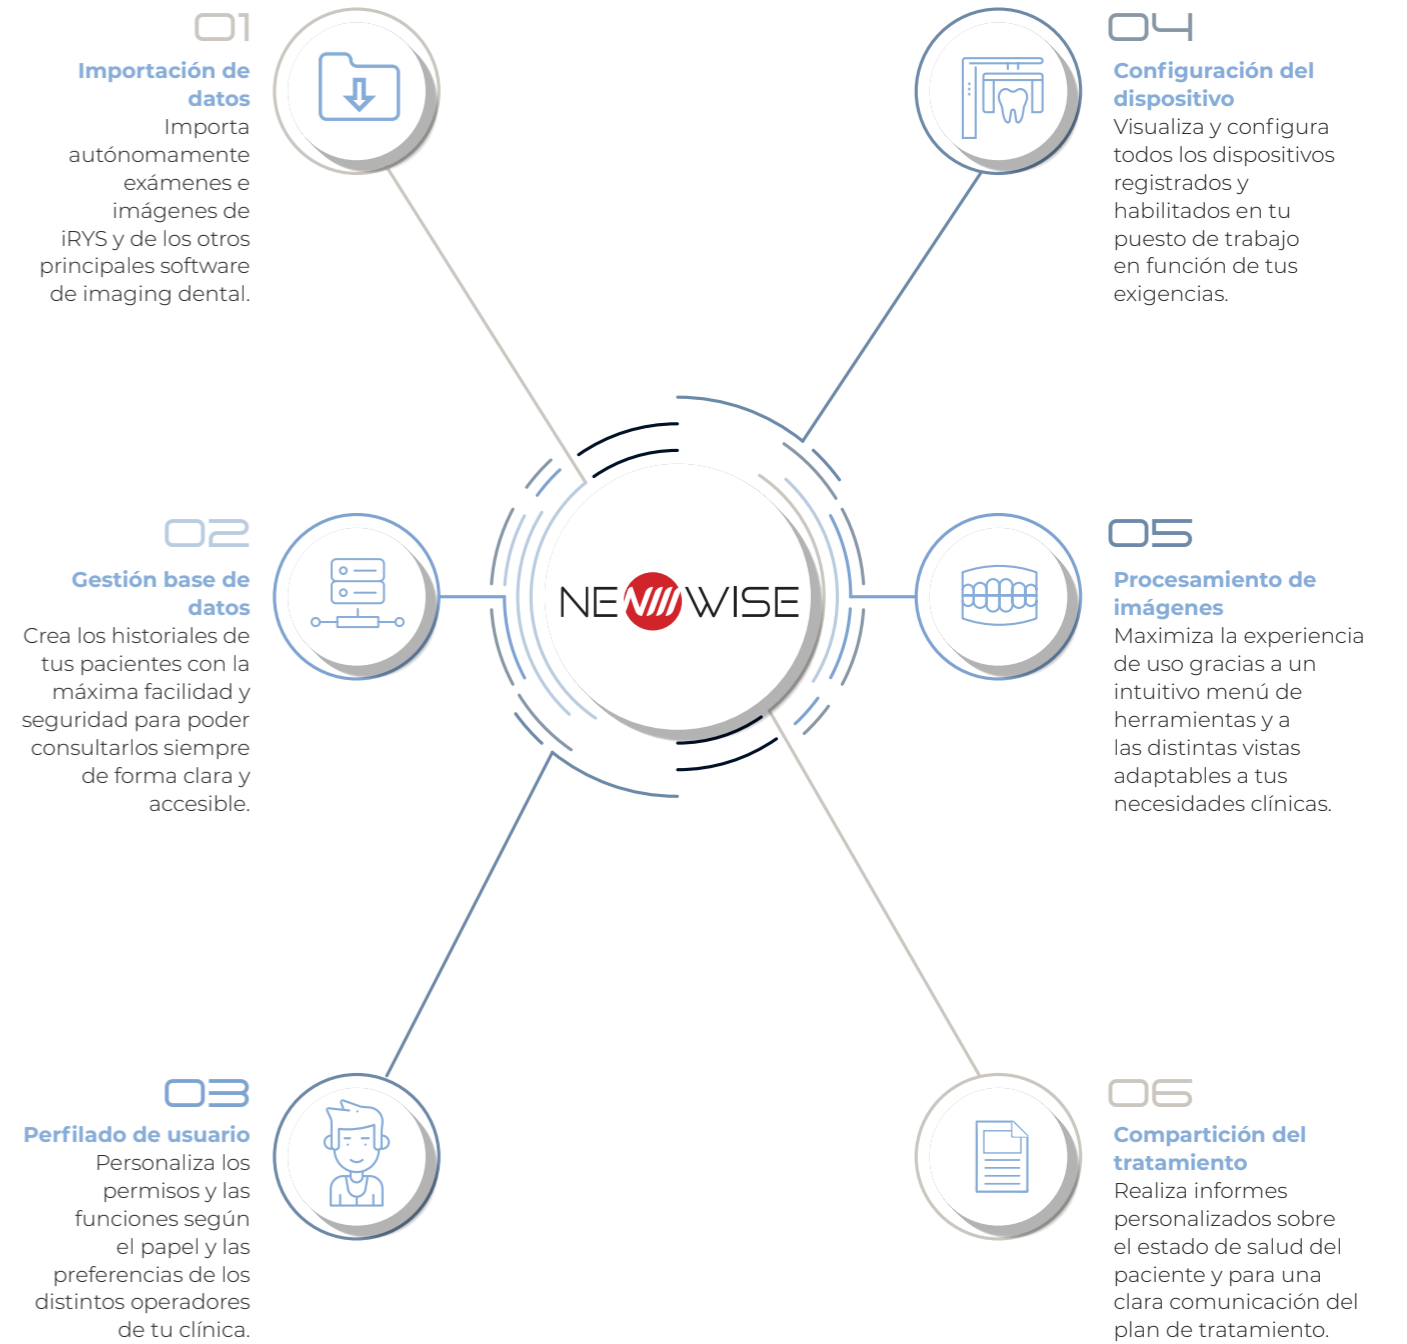 01
Importación de
datos
Importa
autónomamente
exámenes e
imágenes de
iRYS y de los otros
principales software
de imaging dental.
02
Gestión base de
datos
Crea los historiales de
tus pacientes con la
máxima facilidad y
seguridad para poder
consultarlos siempre
de forma clara y
accesible.
03
Perfilado de usuario
Personaliza los
permisos y las
funciones según
el papel y las
preferencias de los
distintos operadores
de tu clínica.
NEWWISE
04
Configuración del
dispositivo
Visualiza y configura
todos los dispositivos
registrados y
habilitados en tu
puesto de trabajo
en función de tus
exigencias.
05
Procesamiento de
imágenes
Maximiza la experiencia
de uso gracias a un
intuitivo menú de
herramientas y a
las distintas vistas
adaptables a tus
necesidades clínicas.
06
Compartición del
tratamiento
Realiza informes
personalizados sobre
el estado de salud del
paciente y para una
clara comunicación del
plan de tratamiento.